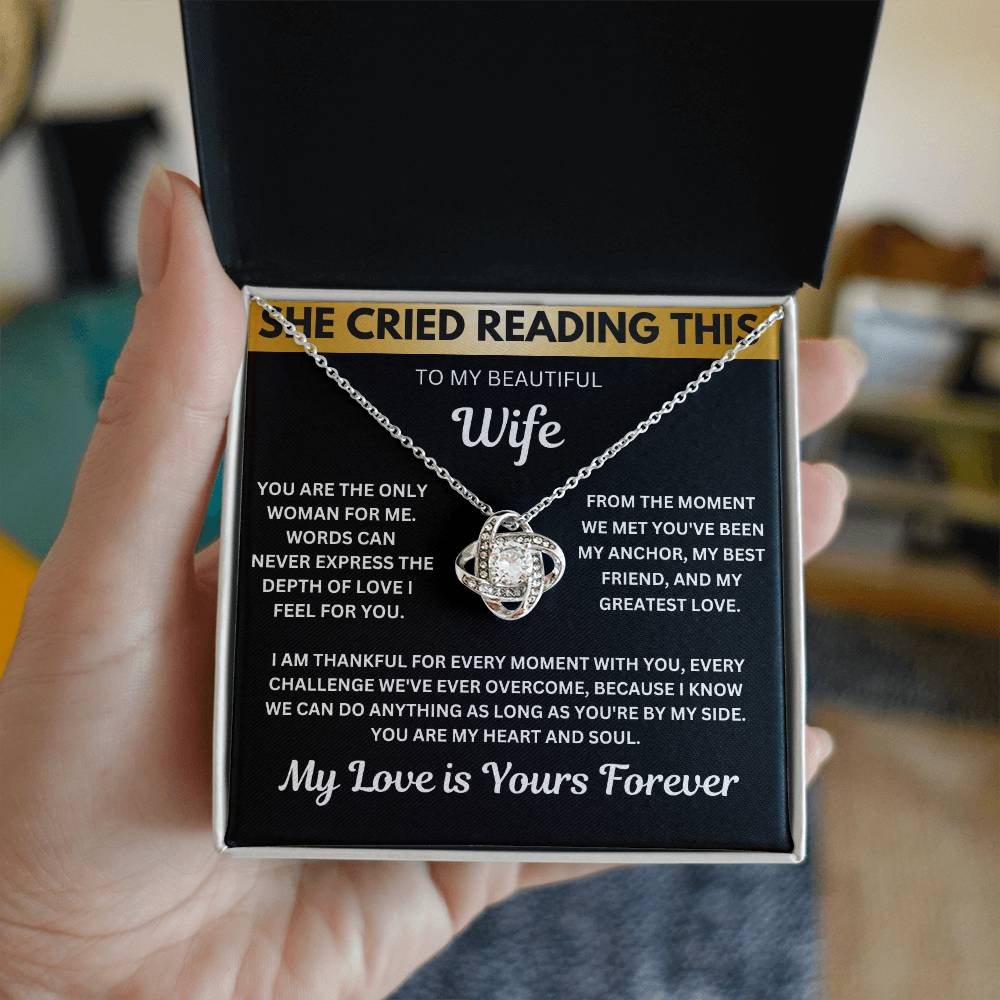 SHE CRIED READING THIS
TO MY BEAUTIFUL
Wife
YOU ARE THE ONLY
WOMAN FOR ME.
WORDS CAN
NEVER EXPRESS THE
DEPTH OF LOVE I
FEEL FOR YOU.
FROM THE MOMENT
WE MET YOU'VE BEEN
MY ANCHOR, MY BEST
FRIEND, AND MY
GREATEST LOVE.
I AM THANKFUL FOR EVERY MOMENT WITH YOU, EVERY
CHALLENGE WE'VE EVER OVERCOME, BECAUSE I KNOW
WE CAN DO ANYTHING AS LONG AS YOU'RE BY MY SIDE.
YOU ARE MY HEART AND SOUL.
My Love is Yours Forever